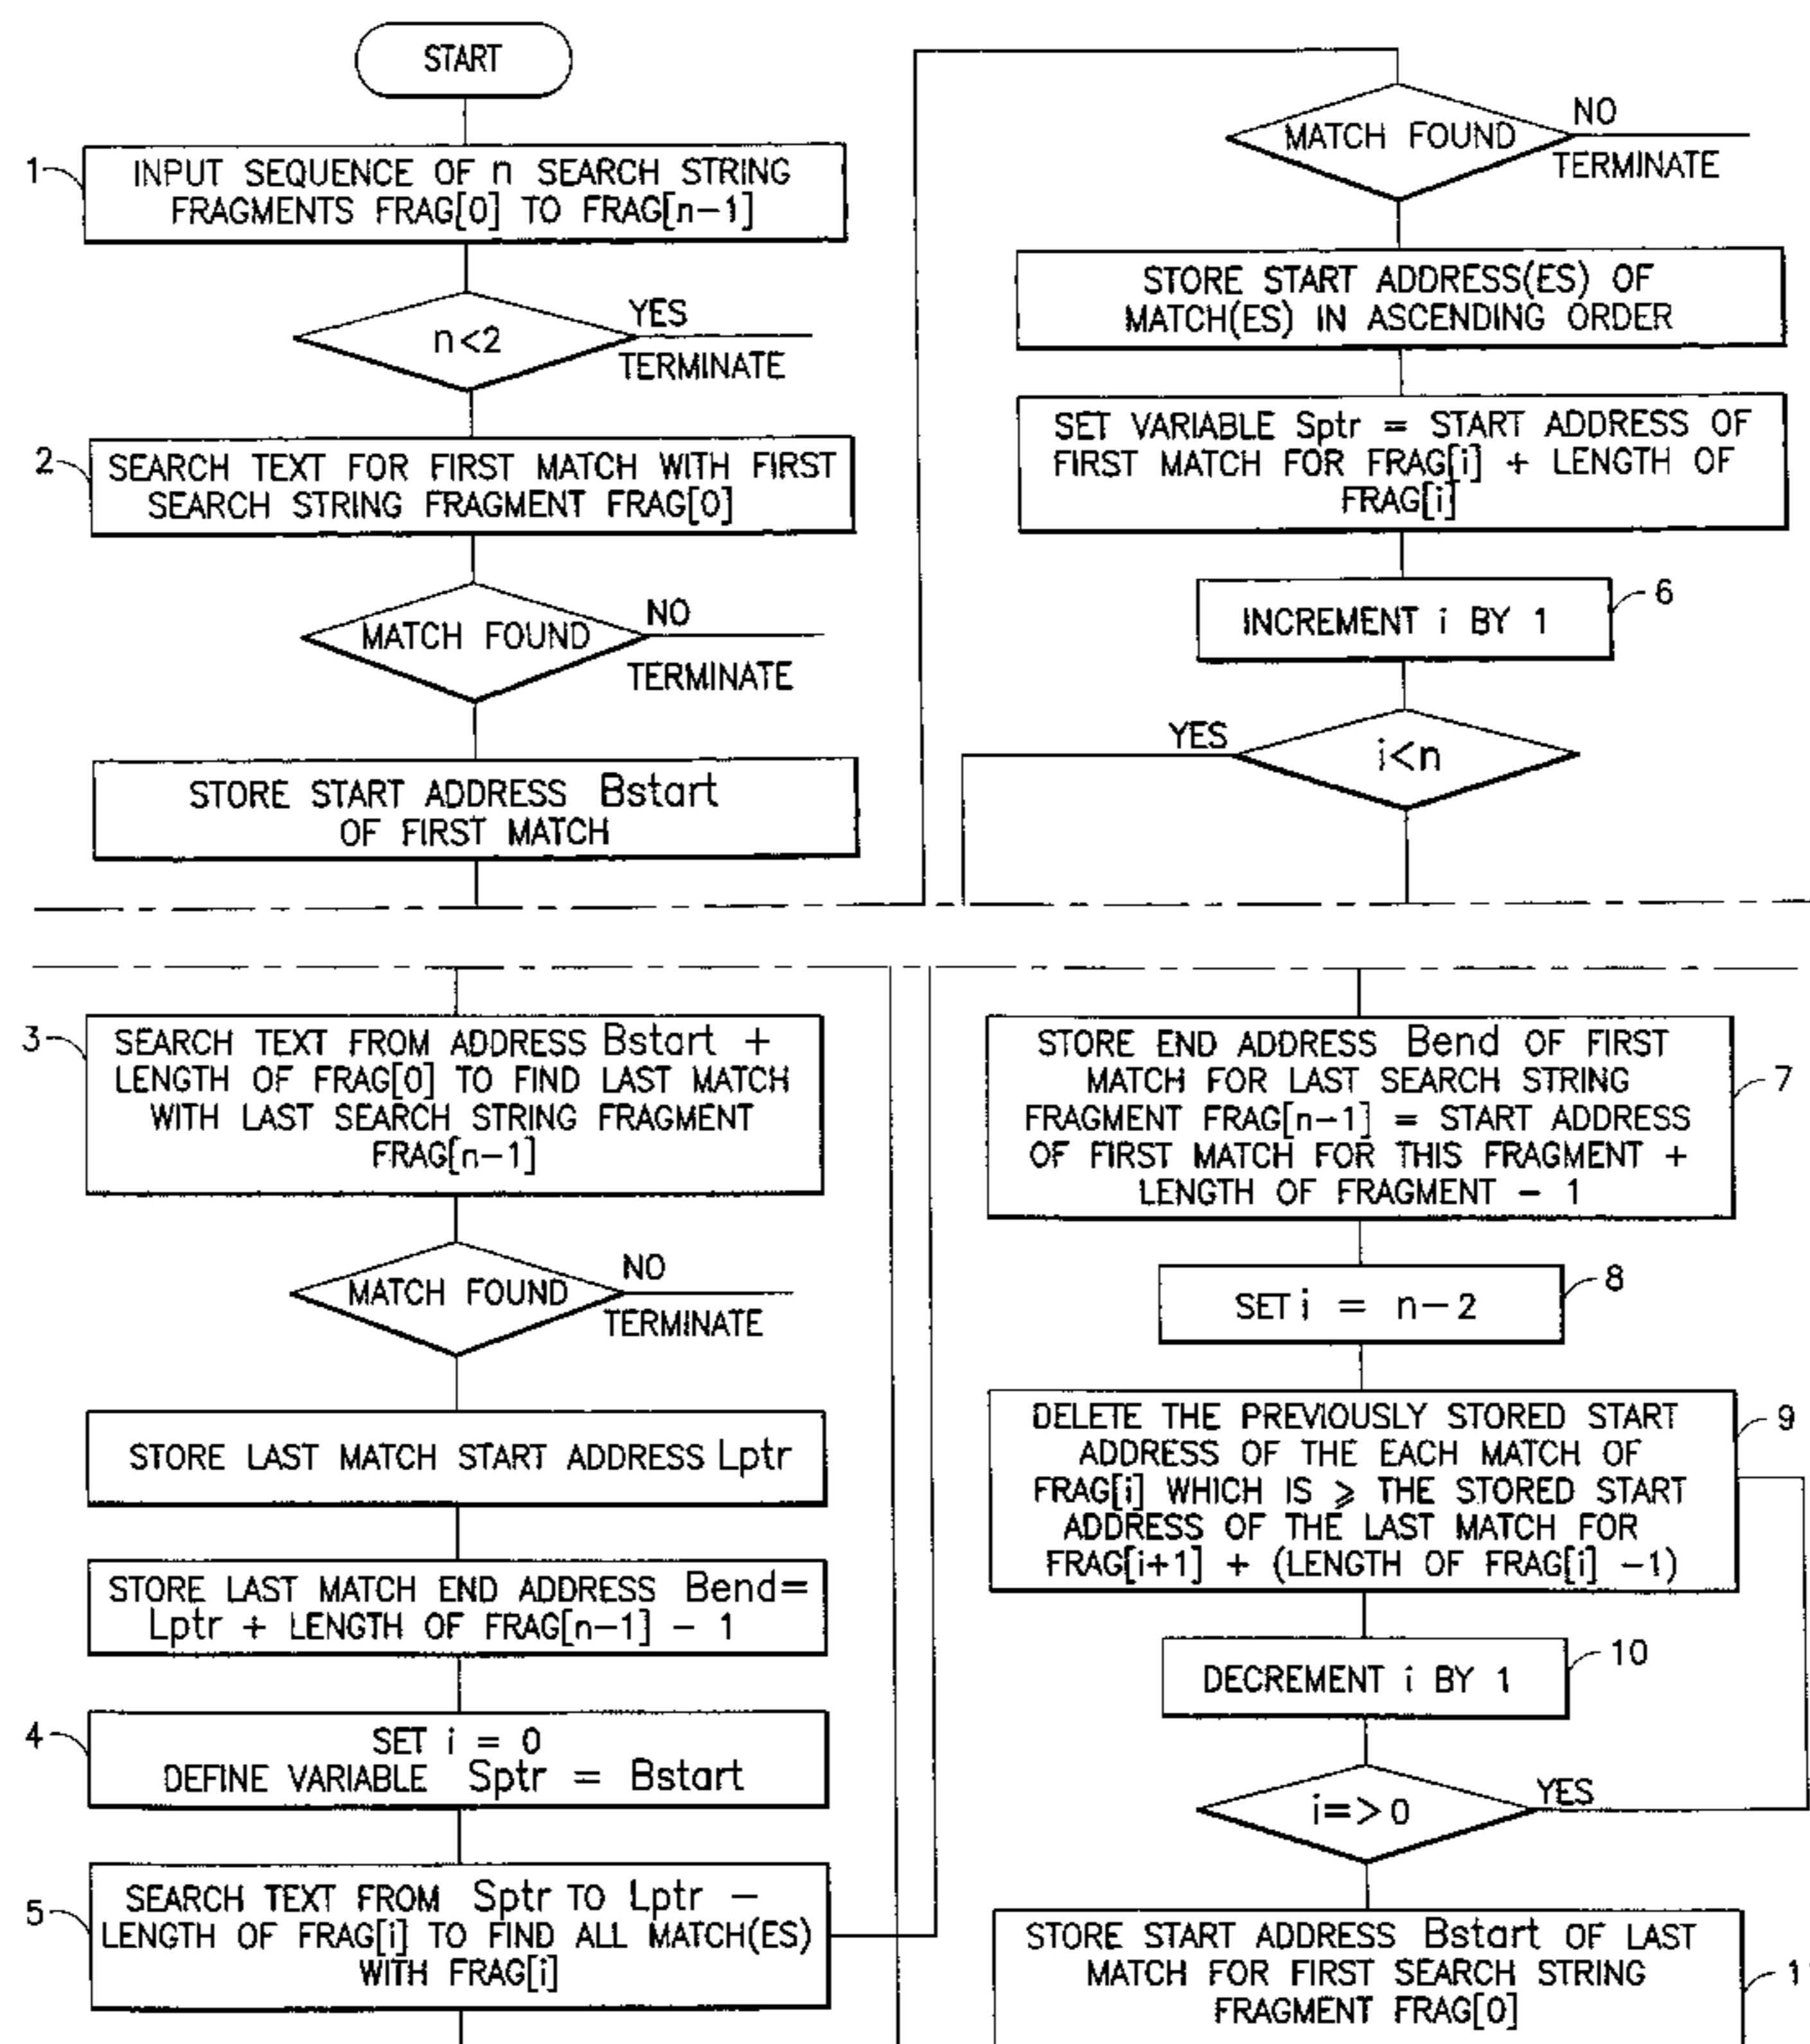 START
1
INPUT SEQUENCE OF n SEARCH STRING
FRAGMENTS FRAG[0] TO FRAG[n-1]
n<2
YES
TERMINATE
2
SEARCH TEXT FOR FIRST MATCH WITH FIRST
SEARCH STRING FRAGMENT FRAG[0]
MATCH FOUND
NO
TERMINATE
STORE START ADDRESS Bstart
OF FIRST MATCH
MATCH FOUND
NO
TERMINATE
STORE START ADDRESS(ES) OF
MATCH(ES) IN ASCENDING ORDER
SET VARIABLE Sptr = START ADDRESS OF
FIRST MATCH FOR FRAG[i] + LENGTH OF
FRAG[i]
6
INCREMENT i BY 1
YES
i<n
3
SEARCH TEXT FROM ADDRESS Bstart +
LENGTH OF FRAG[0] TO FIND LAST MATCH
WITH LAST SEARCH STRING FRAGMENT
FRAG[n-1]
MATCH FOUND
NO
TERMINATE
STORE LAST MATCH START ADDRESS Lptr
STORE LAST MATCH END ADDRESS Bend=
Lptr + LENGTH OF FRAG[n-1] - 1
4
SET i = 0
DEFINE VARIABLE Sptr = Bstart
5
SEARCH TEXT FROM Sptr TO Lptr -
LENGTH OF FRAG[i] TO FIND ALL MATCH(ES)
WITH FRAG[i]
7
STORE END ADDRESS Bend OF FIRST
MATCH FOR LAST SEARCH STRING
FRAGMENT FRAG[n-1] = START ADDRESS
OF FIRST MATCH FOR THIS FRAGMENT +
LENGTH OF FRAGMENT - 1
8
SET i = n-2
9
DELETE THE PREVIOUSLY STORED START
ADDRESS OF THE EACH MATCH OF
FRAG[i] WHICH IS ⩾ THE STORED START
ADDRESS OF THE LAST MATCH FOR
FRAG[i+1] + (LENGTH OF FRAG[i] -1)
10
DECREMENT i BY 1
i=>0
YES
STORE START ADDRESS Bstart OF LAST
MATCH FOR FIRST SEARCH STRING
FRAGMENT FRAG[0]